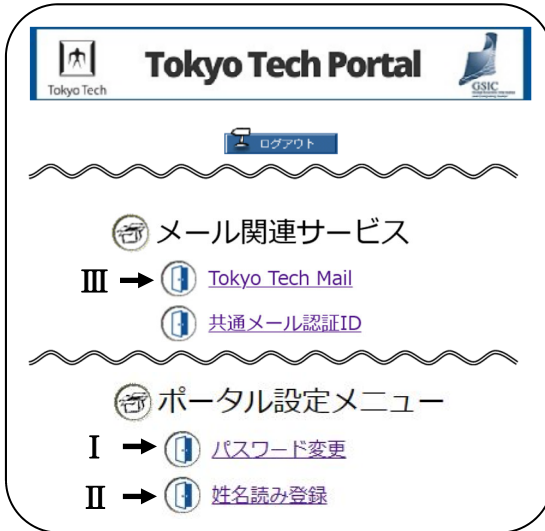 Tokyo Tech
Tokyo Tech Portal
GSIC
ログアウト
メール関連サービス
Ⅲ Tokyo Tech Mail
共通メール認証ID
ポータル設定メニュー
Ⅰ パスワード変更
Ⅱ 姓名読み登録